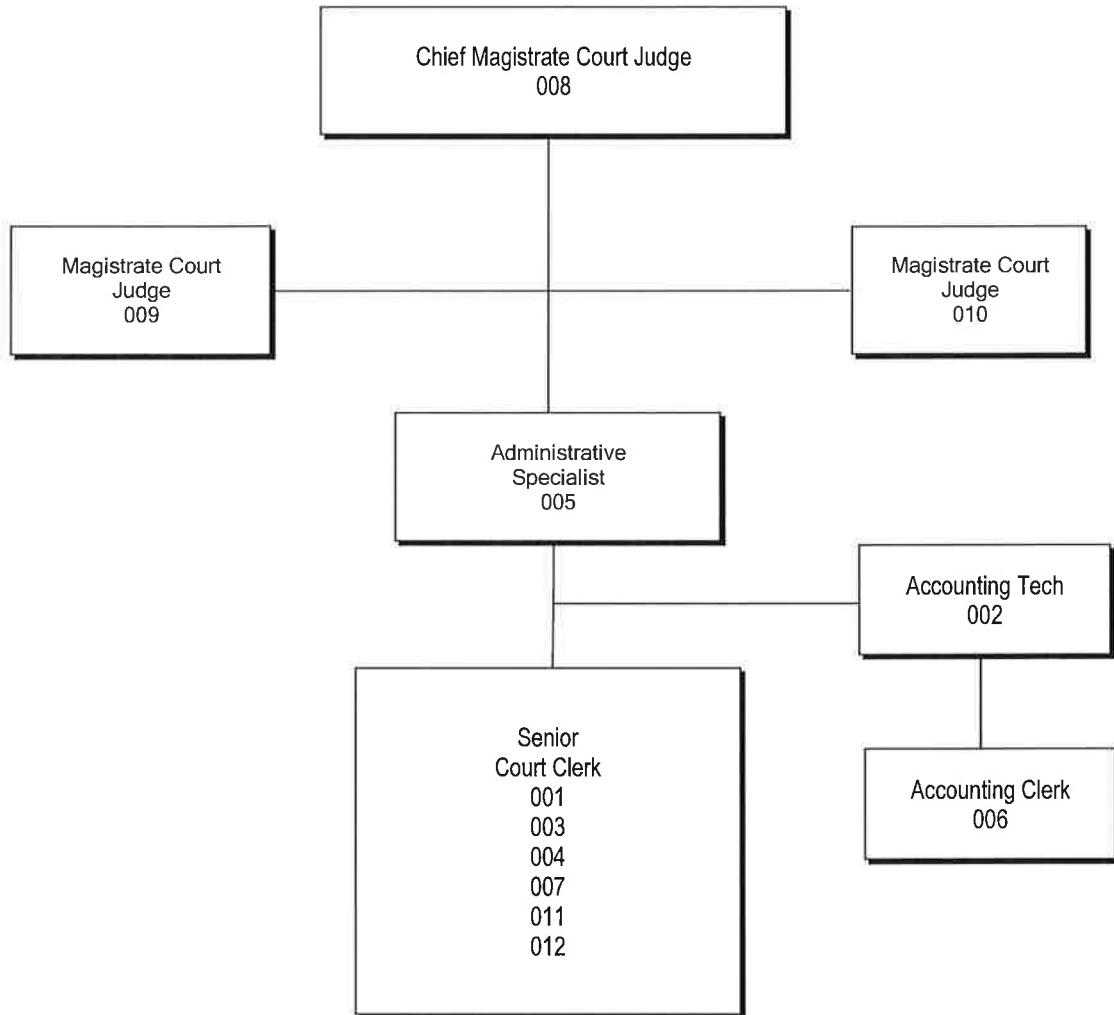 Chief Magistrate Court Judge
008
Magistrate Court
Judge
009
Magistrate Court
Judge
010
Administrative
Specialist
005
Accounting Tech
002
Senior
Court Clerk
001
003
004
007
011
012
Accounting Clerk
006